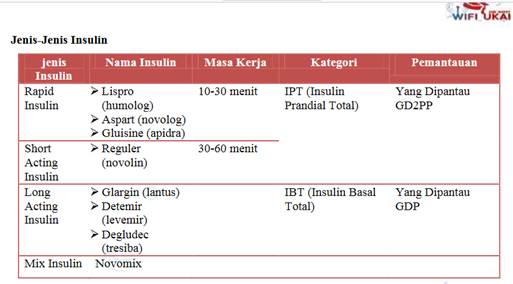 WIFI UKAI
Jenis-Jenis Insulin
jenis Insulin Nama Insulin Masa Kerja Kategori Pemantauan
Rapid Insulin
➤ Lispro (humolog)
➤ Aspart (novolog)
➤ Gluisine (apidra)
10-30 menit
IPT (Insulin Prandial Total)
Yang Dipantau GD2PP
Short Acting Insulin
➤ Reguler (novolin)
30-60 menit
Long Acting Insulin
➤ Glargin (lantus)
➤ Detemir (levemir)
➤ Degludec (tresiba)
IBT (Insulin Basal Total)
Yang Dipantau GDP
Mix Insulin Novomix